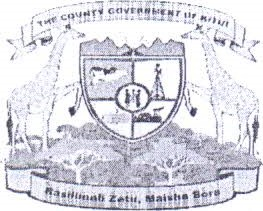 THE COUNTY GOVERNMENT OF KITUI
Rasilimali Zetu, Maisha Bora